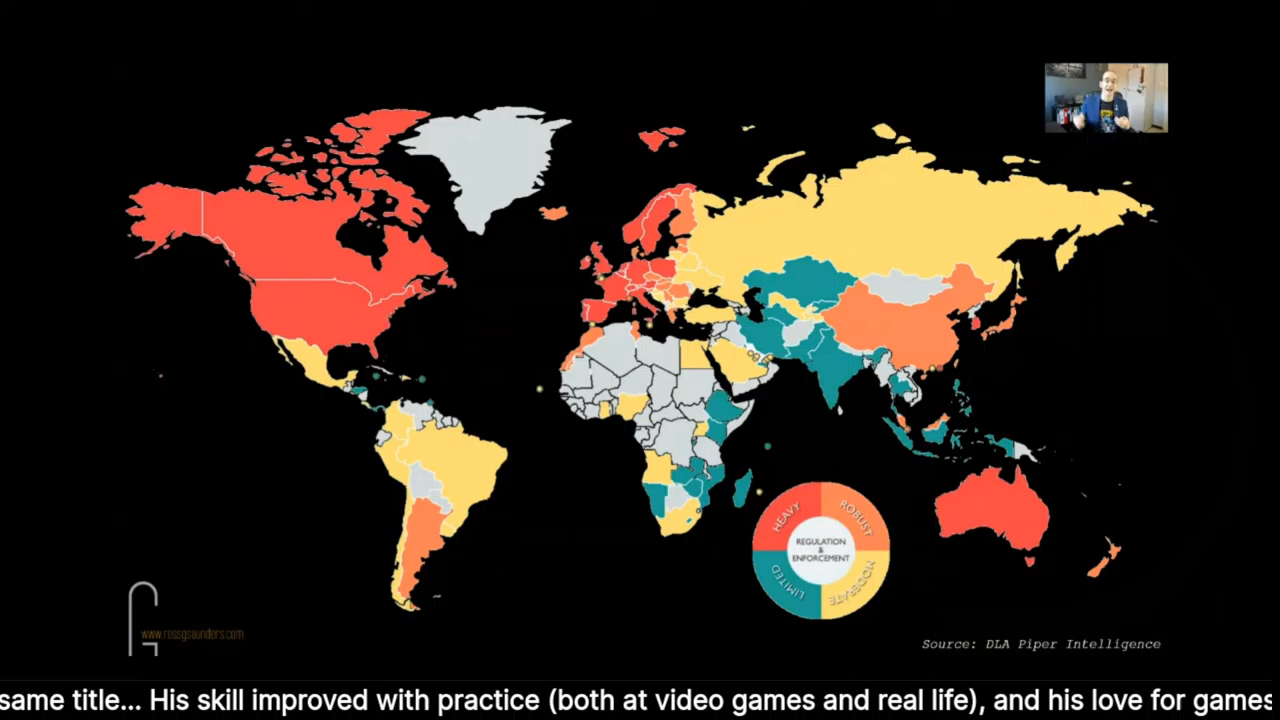 HEAVY
ROBUST
REGULATION
&
ENFORCEMENT
LIMITED
MODERATE
www.rossgsaunders.com
Source: DLA Piper Intelligence
same title... His skill improved with practice (both at video games and real life), and his love for games